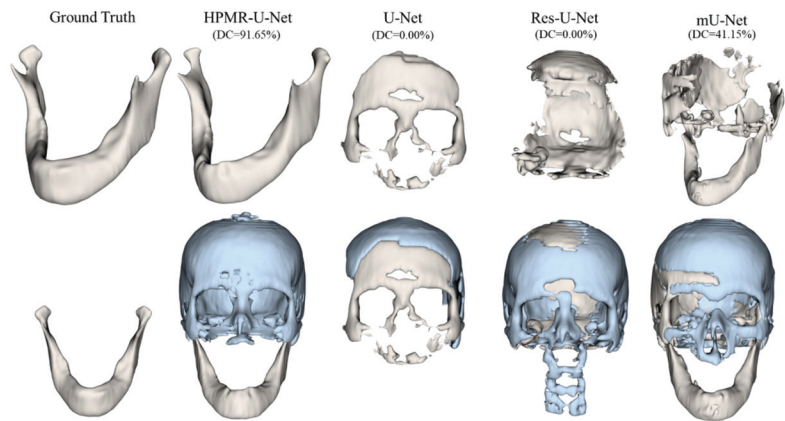 Ground Truth
HPMR-U-Net
(DC=91.65%)
U-Net
(DC=0.00%)
Res-U-Net
(DC=0.00%)
mU-Net
(DC=41.15%)